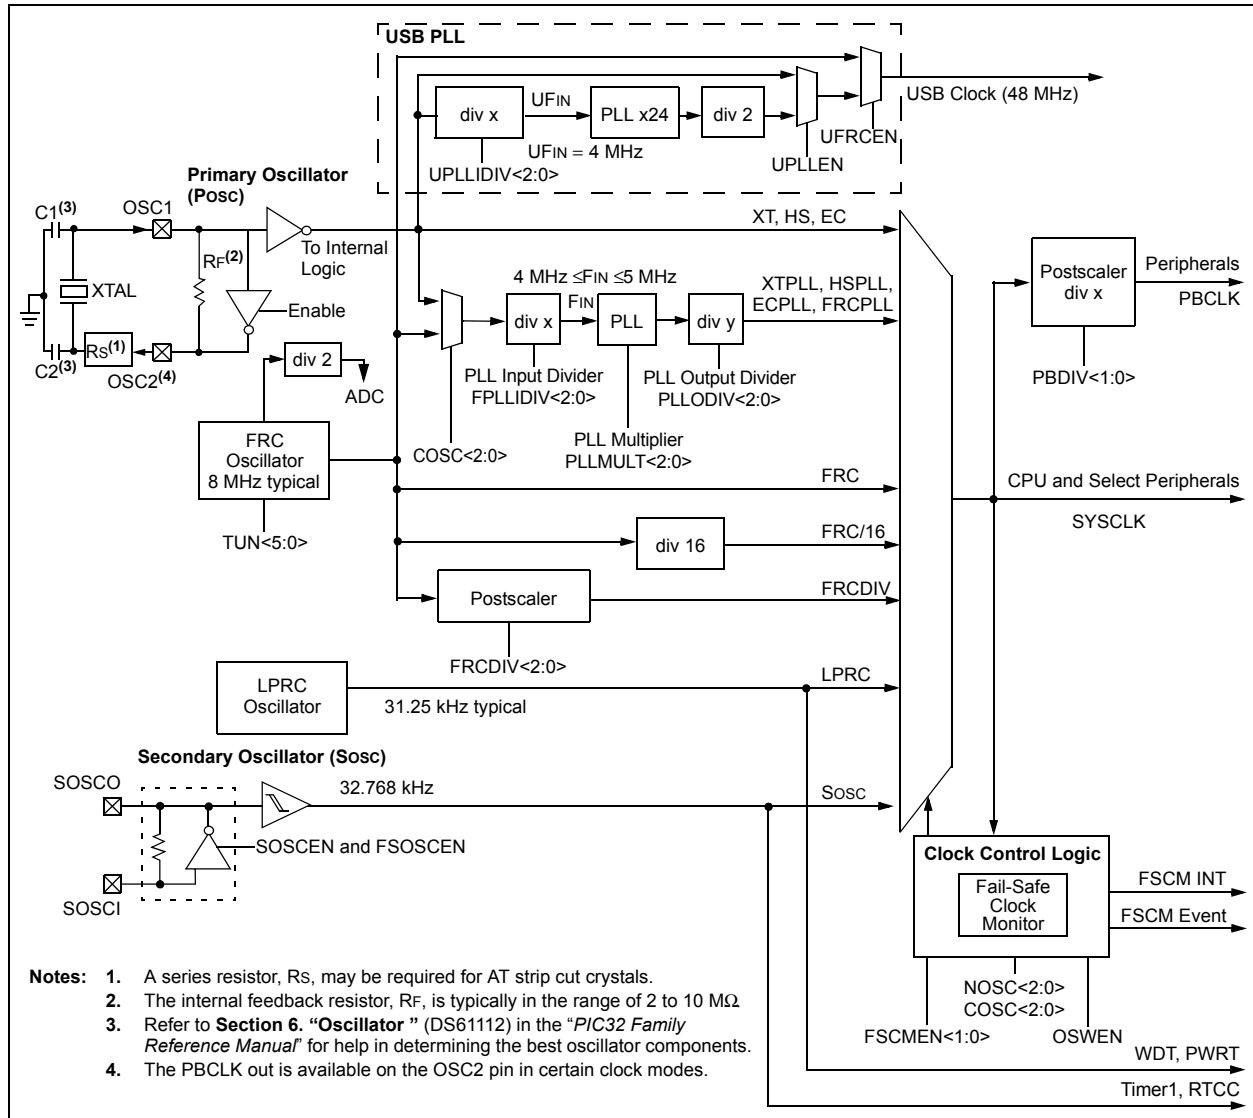 USB PLL
USB Clock (48 MHz)
div x
UFIN
PLL x24
div 2
UFIN = 4 MHz
UPLLIDIV<2:0>
UFRCEN
UPLLEN
Primary Oscillator
(POSC)
C1(3)
OSC1
XTAL
RF(2)
To Internal
Logic
Enable
C2(3)
RS(1)
OSC2(4)
div 2
ADC
FRC
Oscillator
8 MHz typical
TUN<5:0>
XT, HS, EC
4 MHz ≤FIN ≤5 MHz
FIN
div x
PLL
div y
XTPLL, HSPLL,
ECPLL, FRCPLL
PLL Input Divider
FPLLIDIV<2:0>
PLL Output Divider
PLLODIV<2:0>
COSC<2:0>
PLL Multiplier
PLLMULT<2:0>
FRC
div 16
FRC/16
Postscaler
FRCDIV
FRCDIV<2:0>
LPRC
Oscillator
31.25 kHz typical
LPRC
Secondary Oscillator (SOSC)
SOSCO
32.768 kHz
SOSC
SOSCEN and FSOSCEN
SOSCI
Postscaler
div x
Peripherals
PBCLK
PBDIV<1:0>
CPU and Select Peripherals
SYSCLK
Clock Control Logic
Fail-Safe
Clock
Monitor
FSCM INT
FSCM Event
NOSC<2:0>
COSC<2:0>
FSCMEN<1:0>
OSWEN
WDT, PWRT
Timer1, RTCC
Notes: 1. A series resistor, RS, may be required for AT strip cut crystals.
2. The internal feedback resistor, RF, is typically in the range of 2 to 10 MΩ
3. Refer to Section 6. “Oscillator ” (DS61112) in the “PIC32 Family
Reference Manual” for help in determining the best oscillator components.
4. The PBCLK out is available on the OSC2 pin in certain clock modes.